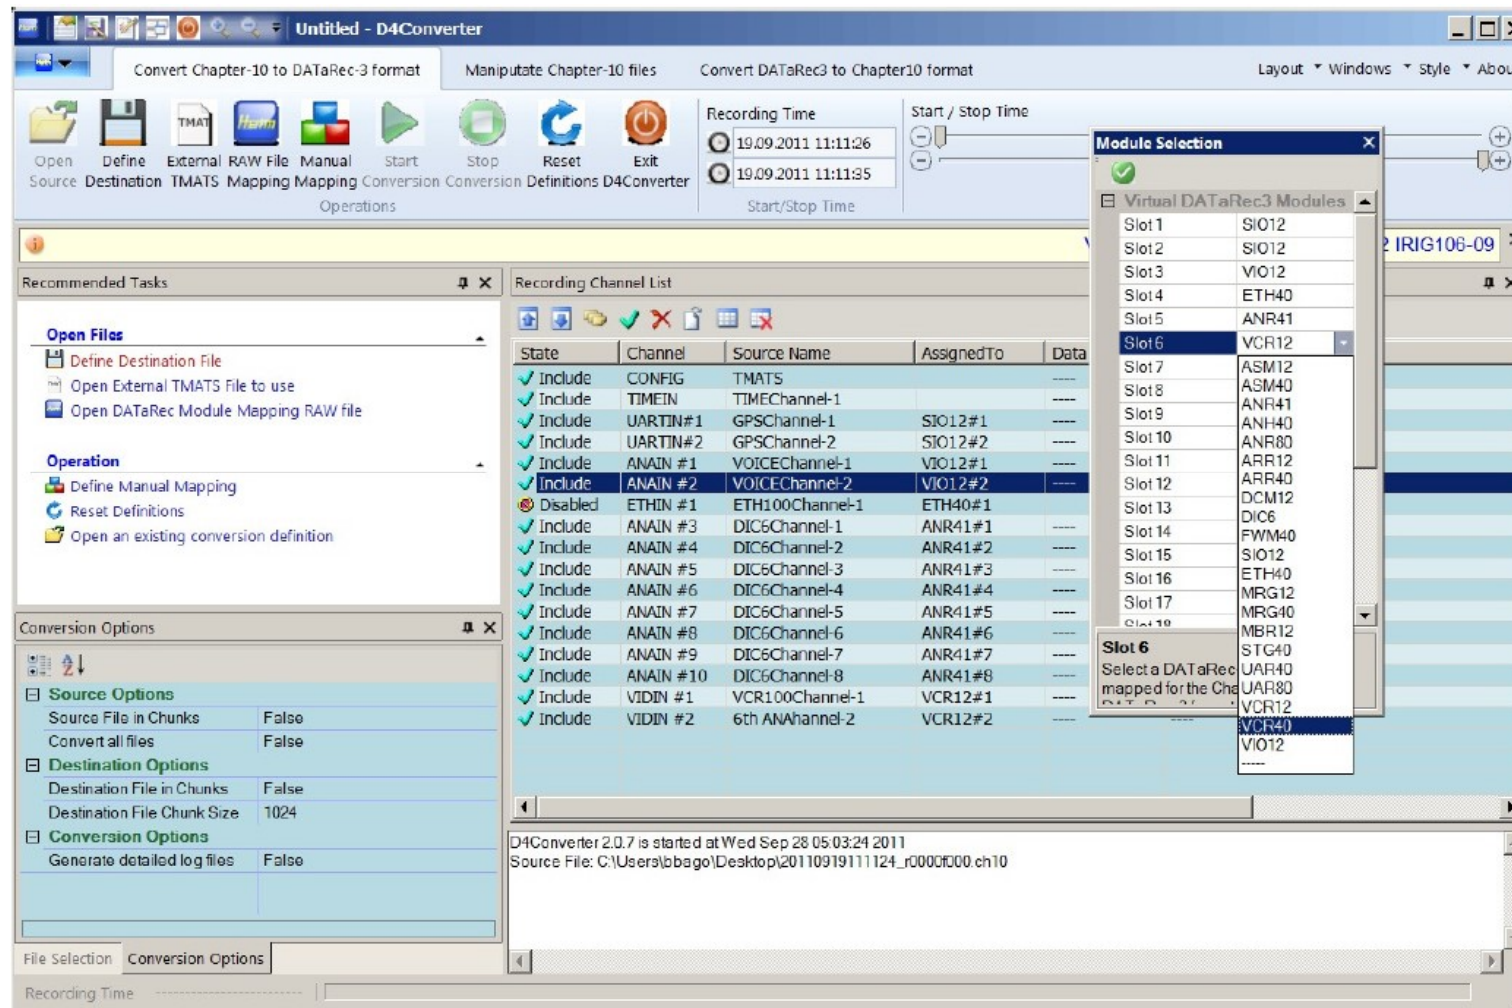 Untitled - D4Converter
Convert Chapter-10 to DATaRec-3 format
Maniputate Chapter-10 files
Convert DATaRec3 to Chapter10 format
Layout
Windows
Style
TMAT
Open Source
Define Destination
External TMATS
RAW File Mapping
Manual Mapping
Start Conversion
Stop Conversion
Reset Definitions
Exit D4Converter
Operations
Recording Time
19.09.2011 11:11:26
19.09.2011 11:11:35
Start/Stop Time
Start / Stop Time
2 IRIG106-09
Recommended Tasks
Open Files
Define Destination File
Open External TMATS File to use
Open DATaRec Module Mapping RAW file
Operation
Define Manual Mapping
Reset Definitions
Open an existing conversion definition
Conversion Options
Source Options
Source File in Chunks False
Convert all files False
Destination Options
Destination File in Chunks False
Destination File Chunk Size 1024
Conversion Options
Generate detailed log files False
File Selection
Conversion Options
Recording Time
Recording Channel List
State Channel Source Name AssignedTo Data
Include CONFIG TMATS ----
Include TIMEIN TIMEChannel-1 ----
Include UARTIN#1 GPSChannel-1 SIO12#1 ----
Include UARTIN#2 GPSChannel-2 SIO12#2 ----
Include ANAIN #1 VOICEChannel-1 VIO12#1 ----
Include ANAIN #2 VOICEChannel-2 VIO12#2 ----
Disabled ETHIN #1 ETH100Channel-1 ETH40#1 ----
Include ANAIN #3 DIC6Channel-1 ANR41#1 ----
Include ANAIN #4 DIC6Channel-2 ANR41#2 ----
Include ANAIN #5 DIC6Channel-3 ANR41#3 ----
Include ANAIN #6 DIC6Channel-4 ANR41#4 ----
Include ANAIN #7 DIC6Channel-5 ANR41#5 ----
Include ANAIN #8 DIC6Channel-6 ANR41#6 ----
Include ANAIN #9 DIC6Channel-7 ANR41#7 ----
Include ANAIN #10 DIC6Channel-8 ANR41#8 ----
Include VIDIN #1 VCR100Channel-1 VCR12#1 ----
Include VIDIN #2 6th ANAhannel-2 VCR12#2 ---- ----
D4Converter 2.0.7 is started at Wed Sep 28 05:03:24 2011
Source File: C:\Users\bbago\Desktop\20110919111124_r0000f000.ch10
Module Selection
Virtual DATaRec3 Modules
Slot 1 SIO12
Slot 2 SIO12
Slot 3 VIO12
Slot 4 ETH40
Slot 5 ANR41
Slot 6 VCR12
Slot 7
Slot 8
Slot 9
Slot 10
Slot 11
Slot 12
Slot 13
Slot 14
Slot 15
Slot 16
Slot 17
Slot 18
ASM12
ASM40
ANR41
ANH40
ANR80
ARR12
ARR40
DCM12
DIC6
FWM40
SIO12
ETH40
MRG12
MRG40
MBR12
STG40
UAR40
UAR80
VCR12
VCR40
VIO12
-----
Slot 6
Select a DATaRec
mapped for the Cha